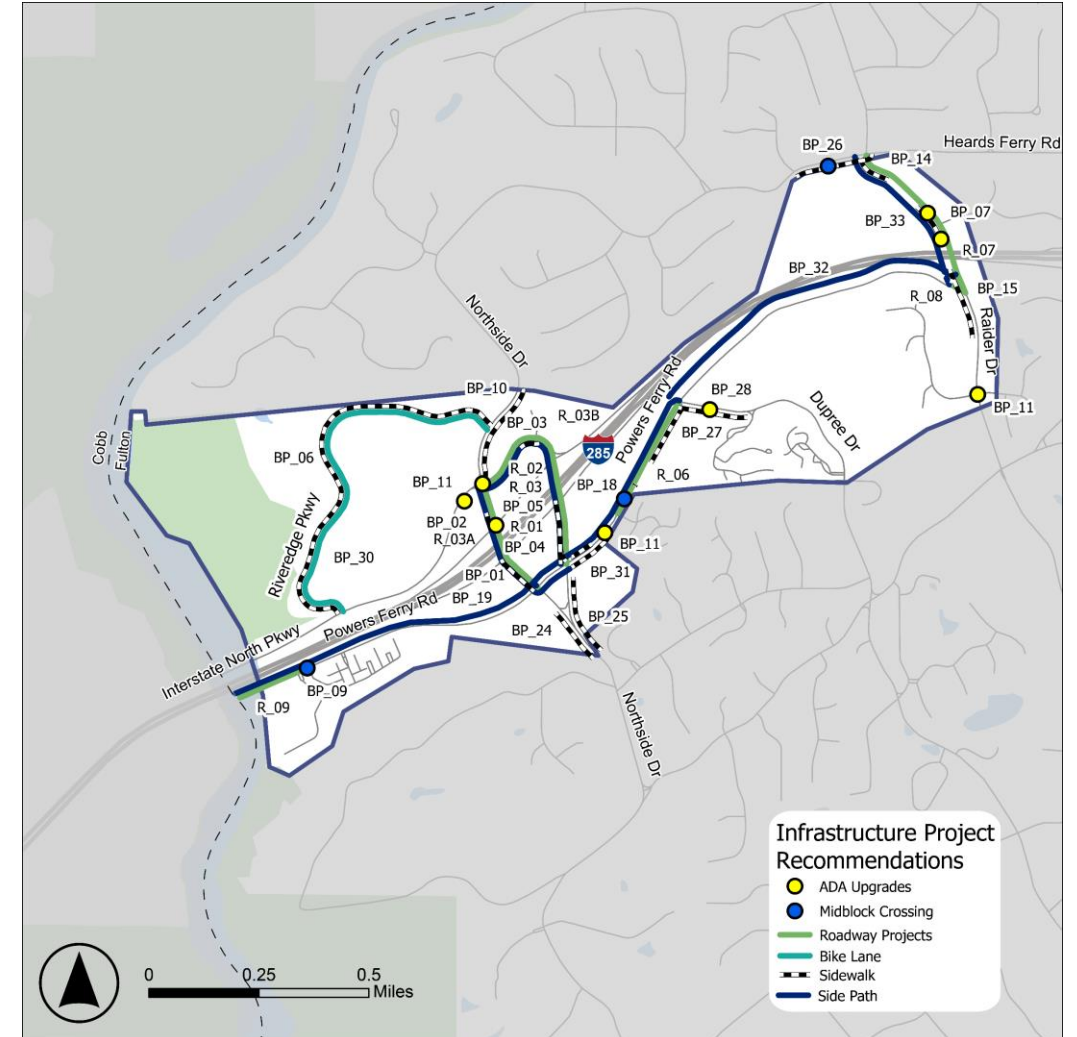 BP_26
Heards Ferry Rd
BP_14
BP_33
BP_07
R_07
BP_32
BP_15
R_08
Raider Dr
Northside Dr
BP_10
BP_03
R_03B
BP_28
BP_27
Dupree Dr
BP_11
Powers Ferry Rd
285
Cobb
Fulton
BP_06
R_02
R_03
BP_11
BP_18
R_06
BP_05
BP_02
R_01
R_03A
BP_04
BP_11
Riveredge Pkwy
BP_30
BP_01
BP_31
BP_19
Powers Ferry Rd
BP_25
BP_24
Interstate North Pkwy
BP_09
R_09
Northside Dr
Infrastructure Project
Recommendations
ADA Upgrades
Midblock Crossing
Roadway Projects
Bike Lane
Sidewalk
Side Path
0 0.25 0.5
Miles